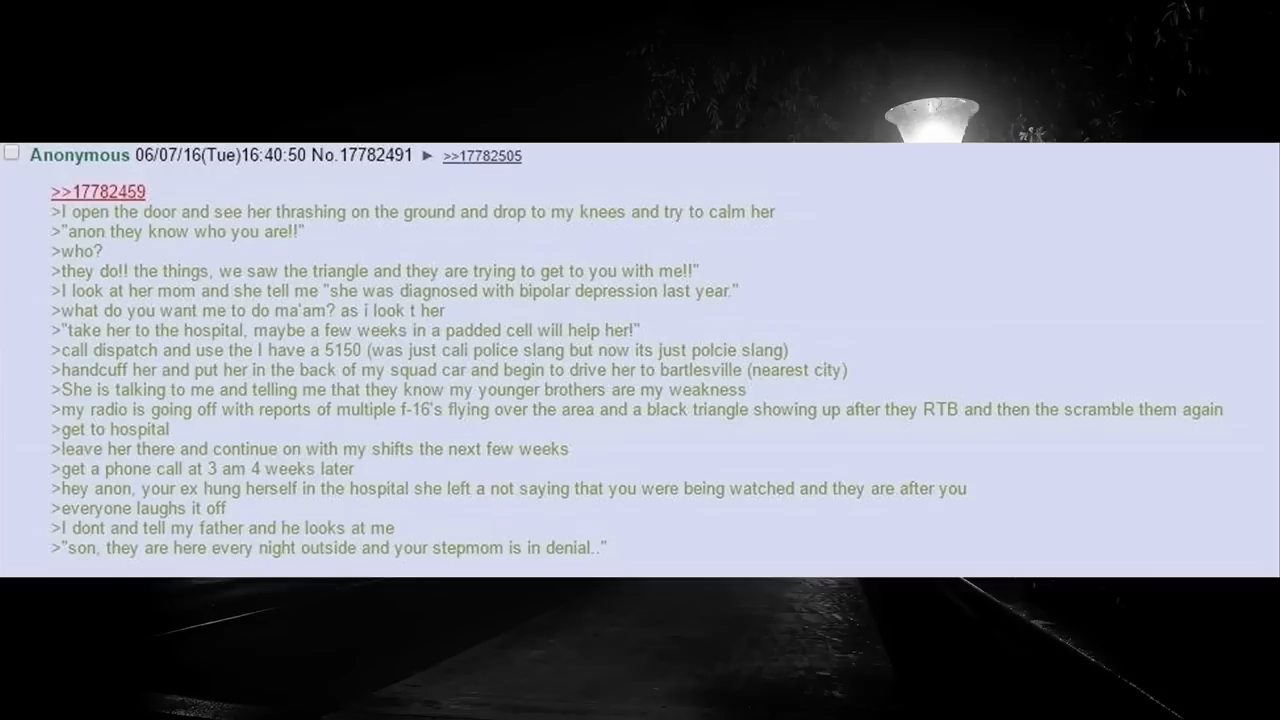 Anonymous 06/07/16(Tue)16:40:50 No.17782491 ► >>17782505
>>17782459
>I open the door and see her thrashing on the ground and drop to my knees and try to calm her
>"anon they know who you are!!"
>who?
>they do!! the things, we saw the triangle and they are trying to get to you with me!!"
>I look at her mom and she tell me "she was diagnosed with bipolar depression last year."
>what do you want me to do ma'am? as i look t her
>"take her to the hospital, maybe a few weeks in a padded cell will help her!"
>call dispatch and use the I have a 5150 (was just cali police slang but now its just polcie slang)
>handcuff her and put her in the back of my squad car and begin to drive her to bartlesville (nearest city)
>She is talking to me and telling me that they know my younger brothers are my weakness
>my radio is going off with reports of multiple f-16's flying over the area and a black triangle showing up after they RTB and then the scramble them again
>get to hospital
>leave her there and continue on with my shifts the next few weeks
>get a phone call at 3 am 4 weeks later
>hey anon, your ex hung herself in the hospital she left a not saying that you were being watched and they are after you
>everyone laughs it off
>I dont and tell my father and he looks at me
>"son, they are here every night outside and your stepmom is in denial.."